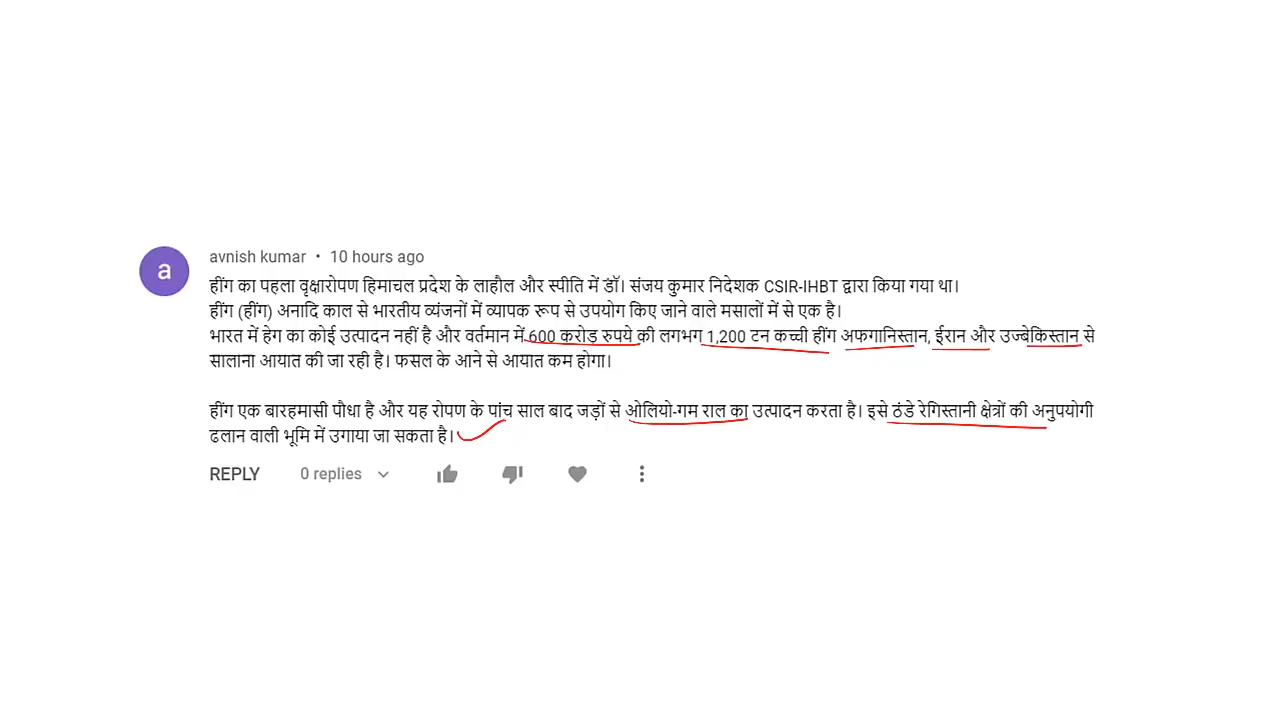 avnish kumar • 10 hours ago
a
हींग का पहला वृक्षारोपण हिमाचल प्रदेश के लाहौल और स्पीति में डॉ। संजय कुमार निदेशक CSIR-IHBT द्वारा किया गया था।
हींग (हींग) अनादि काल से भारतीय व्यंजनों में व्यापक रूप से उपयोग किए जाने वाले मसालों में से एक है।
भारत में हेग का कोई उत्पादन नहीं है और वर्तमान में 600 करोड़ रुपये की लगभग 1,200 टन कच्ची हींग अफगानिस्तान, ईरान और उज्बेकिस्तान से
सालाना आयात की जा रही है। फसल के आने से आयात कम होगा।
हींग एक बारहमासी पौधा है और यह रोपण के पांच साल बाद जड़ों से ओलियो-गम राल का उत्पादन करता है। इसे ठंडे रेगिस्तानी क्षेत्रों की अनुपयोगी
ढलान वाली भूमि में उगाया जा सकता है।
REPLY 0 replies